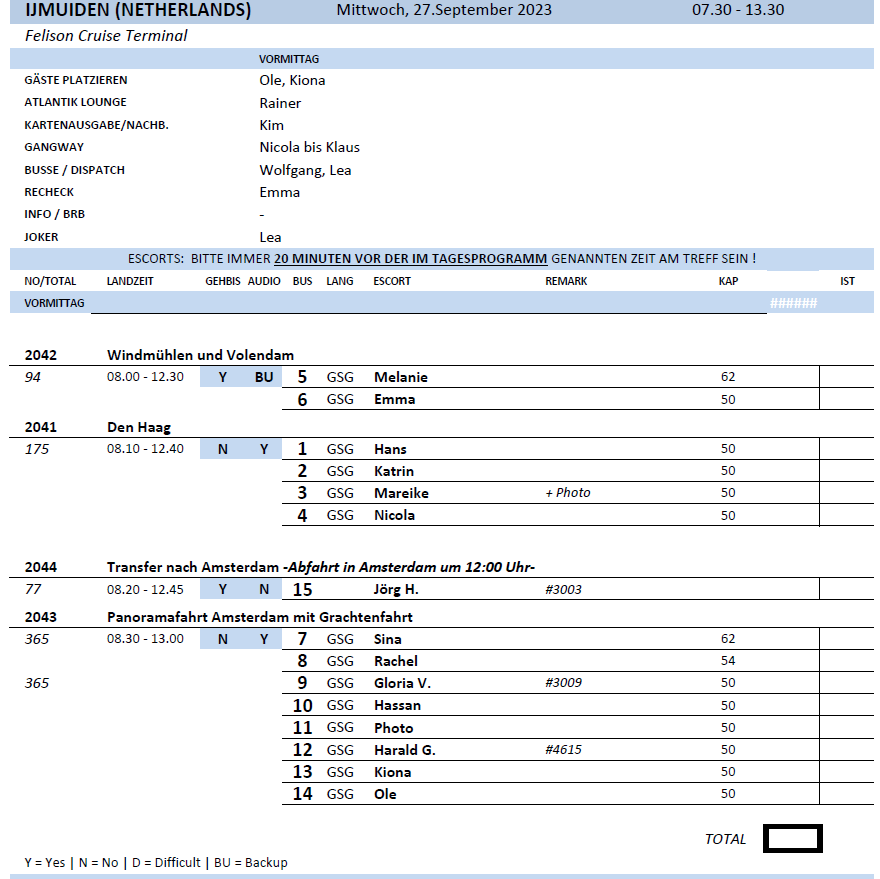 IJMUIDEN (NETHERLANDS) Mittwoch, 27.September 2023 07.30 - 13.30
Felison Cruise Terminal
VORMITTAG
GÄSTE PLATZIEREN Ole, Kiona
ATLANTIK LOUNGE Rainer
KARTENAUSGABE/NACHB. Kim
GANGWAY Nicola bis Klaus
BUSSE / DISPATCH Wolfgang, Lea
RECHECK Emma
INFO / BRB -
JOKER Lea
ESCORTS: BITTE IMMER 20 MINUTEN VOR DER IM TAGESPROGRAMM GENANNTEN ZEIT AM TREFF SEIN !
NO/TOTAL LANDZEIT GEHBIS AUDIO BUS LANG ESCORT REMARK KAP IST
VORMITTAG ######
2042 Windmühlen und Volendam
94 08.00 - 12.30 Y BU 5 GSG Melanie 62
6 GSG Emma 50
2041 Den Haag
175 08.10 - 12.40 N Y 1 GSG Hans 50
2 GSG Katrin 50
3 GSG Mareike + Photo 50
4 GSG Nicola 50
2044 Transfer nach Amsterdam -Abfahrt in Amsterdam um 12:00 Uhr-
77 08.20 - 12.45 Y N 15 Jörg H. #3003
2043 Panoramafahrt Amsterdam mit Grachtenfahrt
365 08.30 - 13.00 N Y 7 GSG Sina 62
8 GSG Rachel 54
365 9 GSG Gloria V. #3009 50
10 GSG Hassan 50
11 GSG Photo 50
12 GSG Harald G. #4615 50
13 GSG Kiona 50
14 GSG Ole 50
TOTAL
Y = Yes | N = No | D = Difficult | BU = Backup